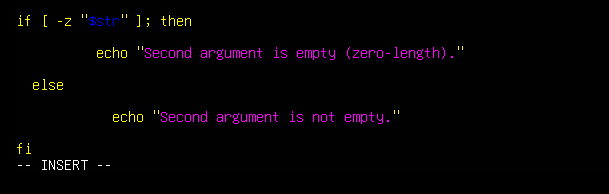 if [ -z "$str" ]; then
echo "Second argument is empty (zero-length)."
else
echo "Second argument is not empty."
fi
-- INSERT --